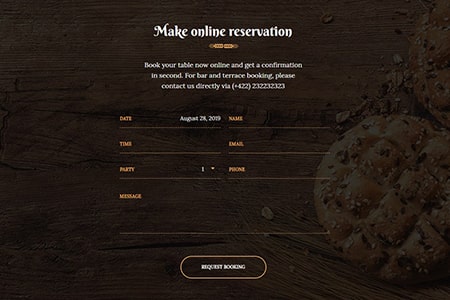 Make online reservation
Book your table now online and get a confirmation
in second. For bar and terrace booking, please
contact us directly via (+422) 232232323
DATE August 28, 2019 NAME
TIME EMAIL
PARTY 1 PHONE
MESSAGE
REQUEST BOOKING